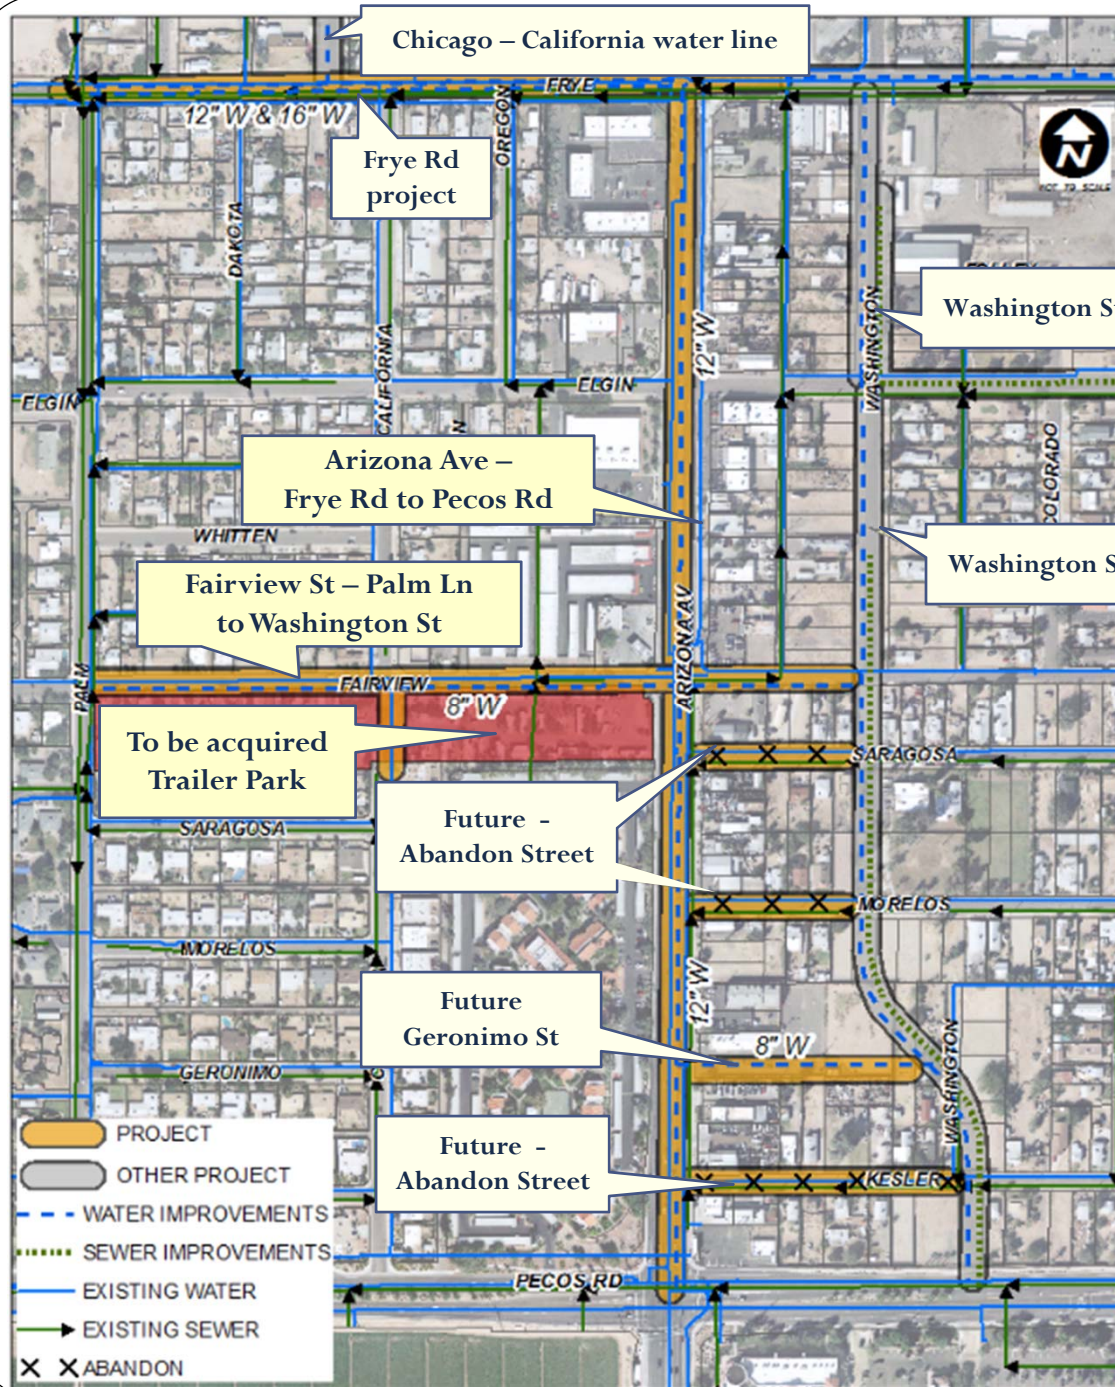 Chicago – California water line
FRYE
12" W & 16" W
OREGON
Frye Rd
project
N
NOT TO SCALE
DAKOTA
Washington S
WASHINGTON
12" W
CALIFORNIA
ELGIN
ELGIN
N
COLORADO
Arizona Ave –
Frye Rd to Pecos Rd
WHITTEN
Washington S
Fairview St – Palm Ln
to Washington St
ARIZONA AV
PALM
FAIRVIEW
8" W
To be acquired
Trailer Park
SARAGOSA
Future -
Abandon Street
SARAGOSA
MORELOS
MORELOS
12" W
Future
Geronimo St
8" W
GERONIMO
WASHINGTON
Future -
Abandon Street
KESLER
PROJECT
OTHER PROJECT
WATER IMPROVEMENTS
SEWER IMPROVEMENTS
EXISTING WATER
EXISTING SEWER
ABANDON
PECOS RD